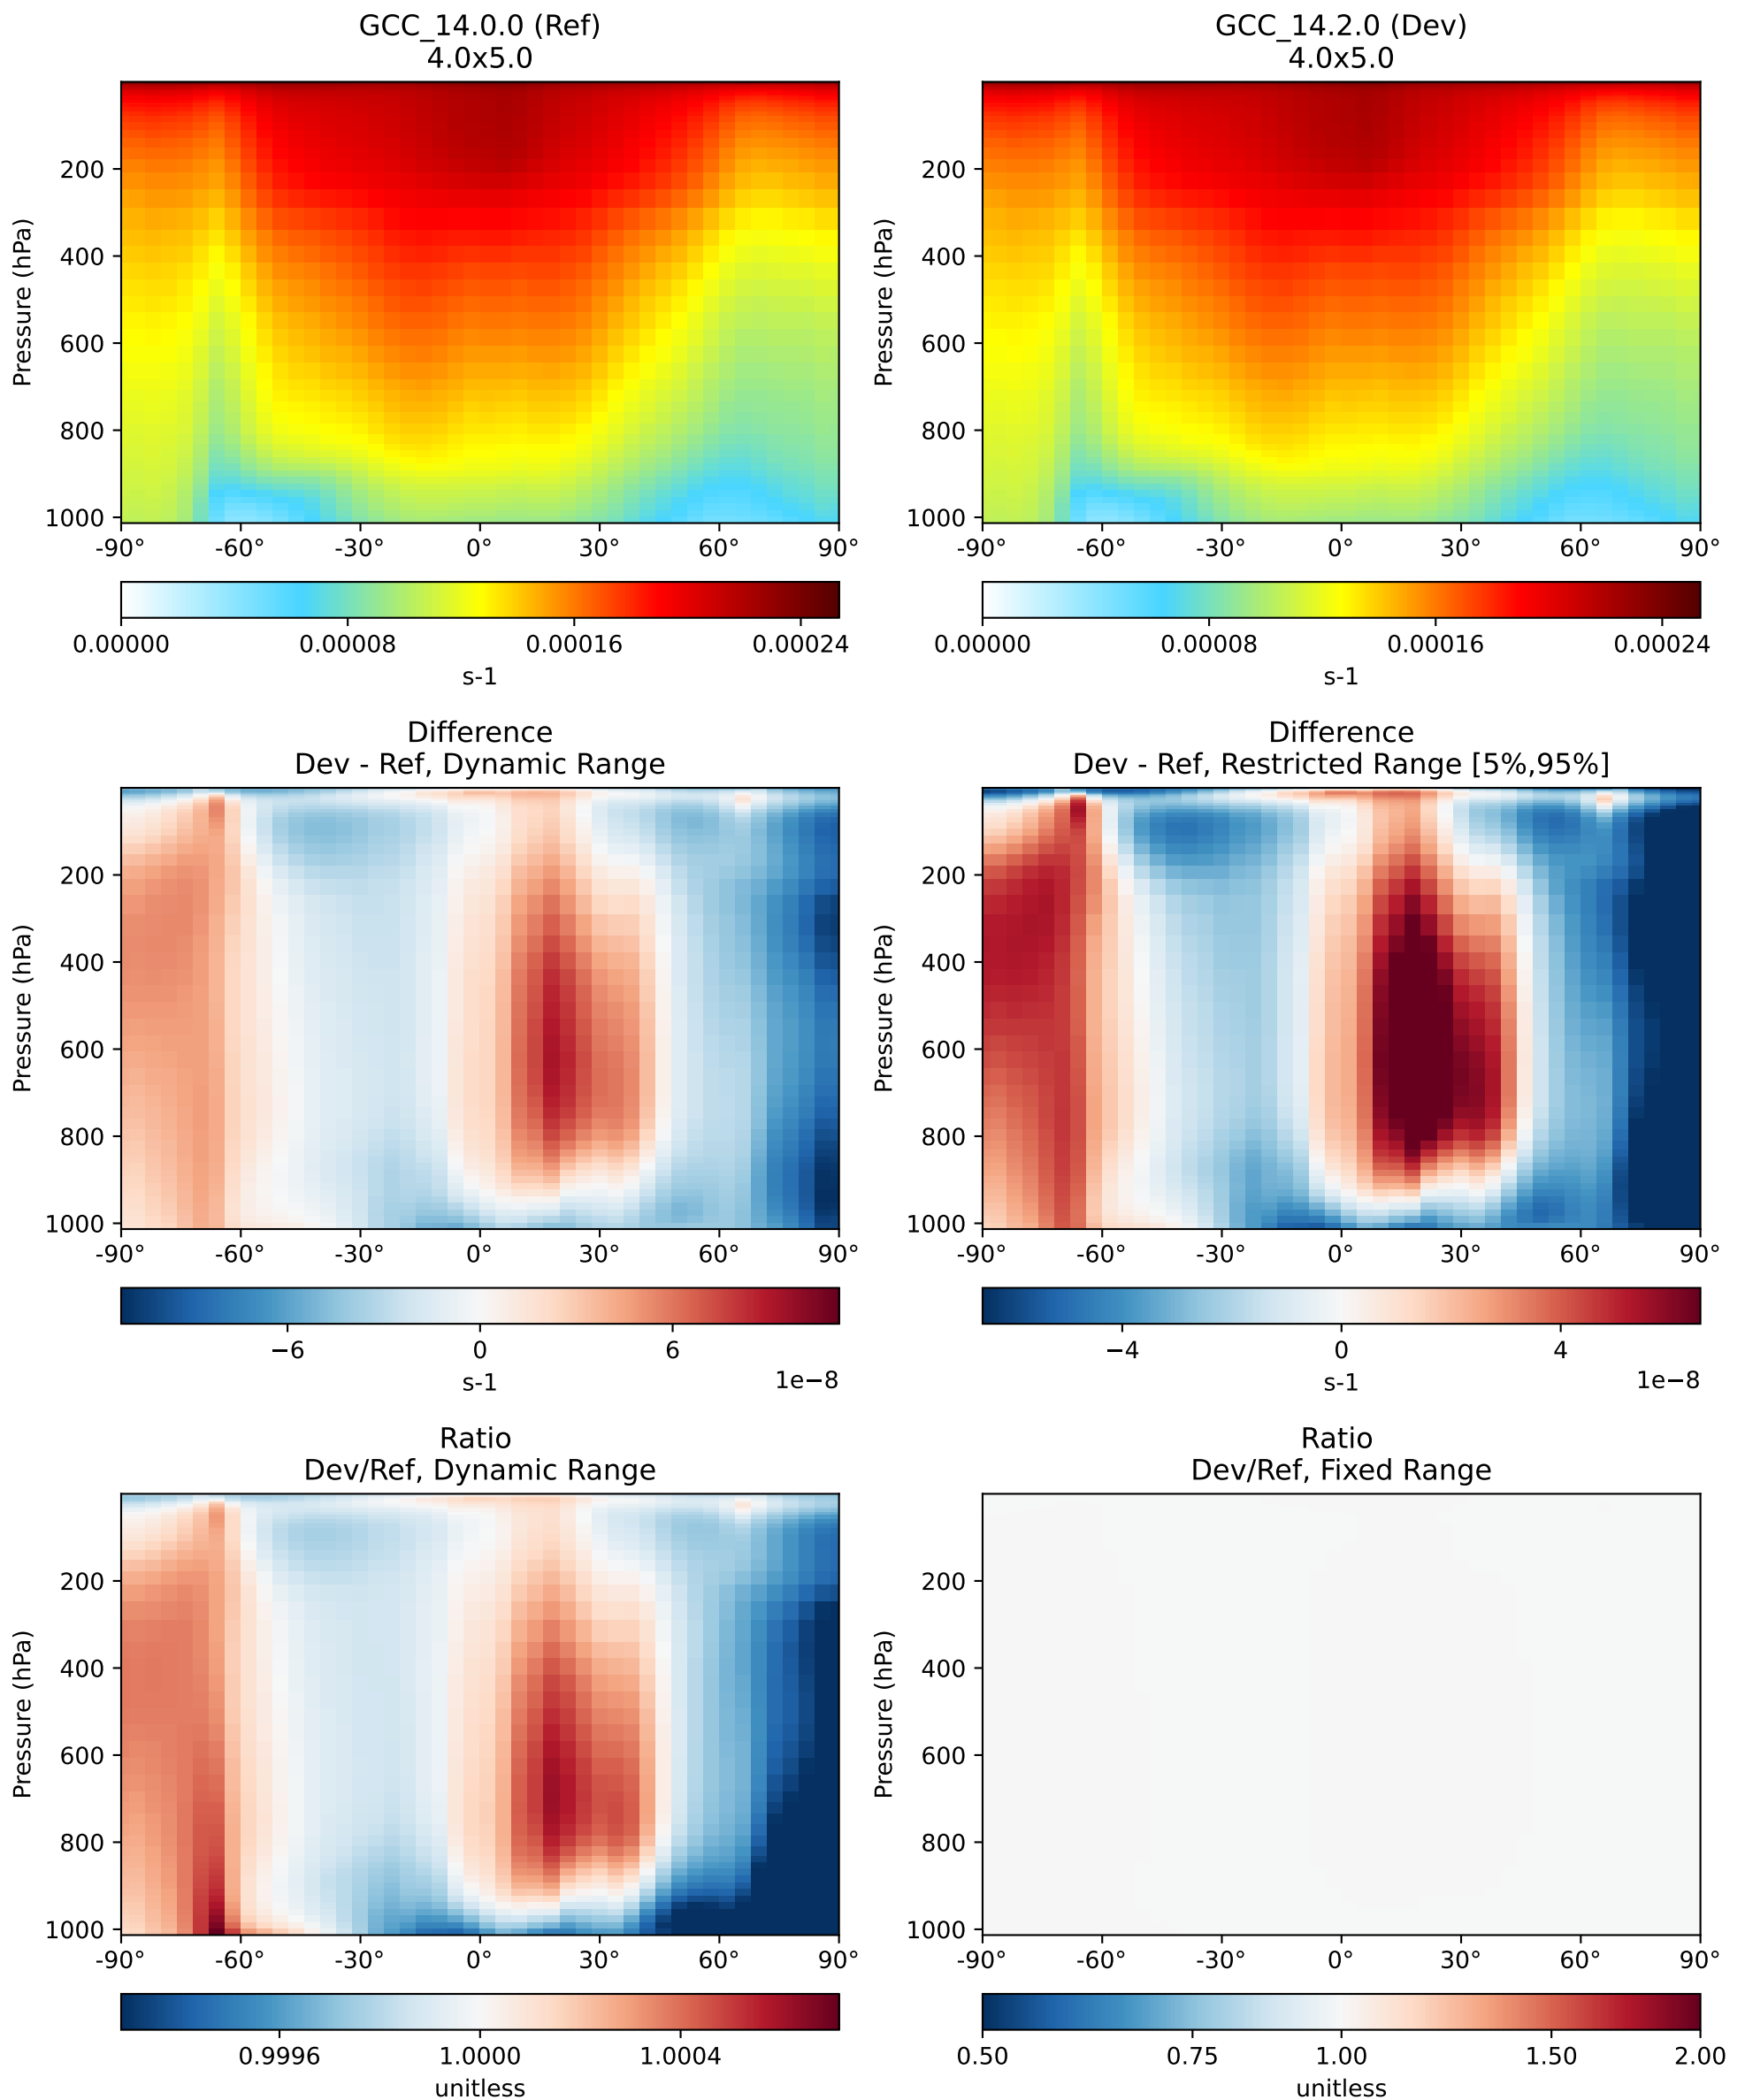 GCC_14.0.0 (Ref)
4.0x5.0
GCC_14.2.0 (Dev)
4.0x5.0
Pressure (hPa)
200
400
600
800
1000
-90° -60° -30° 0° 30° 60° 90°
0.00000 0.00008 0.00016 0.00024
s-1
Pressure (hPa)
200
400
600
800
1000
-90° -60° -30° 0° 30° 60° 90°
0.00000 0.00008 0.00016 0.00024
s-1
Difference
Dev - Ref, Dynamic Range
Pressure (hPa)
200
400
600
800
1000
-90° -60° -30° 0° 30° 60° 90°
−6 0 6
s-1
1e−8
Difference
Dev - Ref, Restricted Range [5%,95%]
Pressure (hPa)
200
400
600
800
1000
-90° -60° -30° 0° 30° 60° 90°
−4 0 4
s-1
1e−8
Ratio
Dev/Ref, Dynamic Range
Pressure (hPa)
200
400
600
800
1000
-90° -60° -30° 0° 30° 60° 90°
0.9996 1.0000 1.0004
unitless
Ratio
Dev/Ref, Fixed Range
Pressure (hPa)
200
400
600
800
1000
-90° -60° -30° 0° 30° 60° 90°
0.50 0.75 1.00 1.50 2.00
unitless